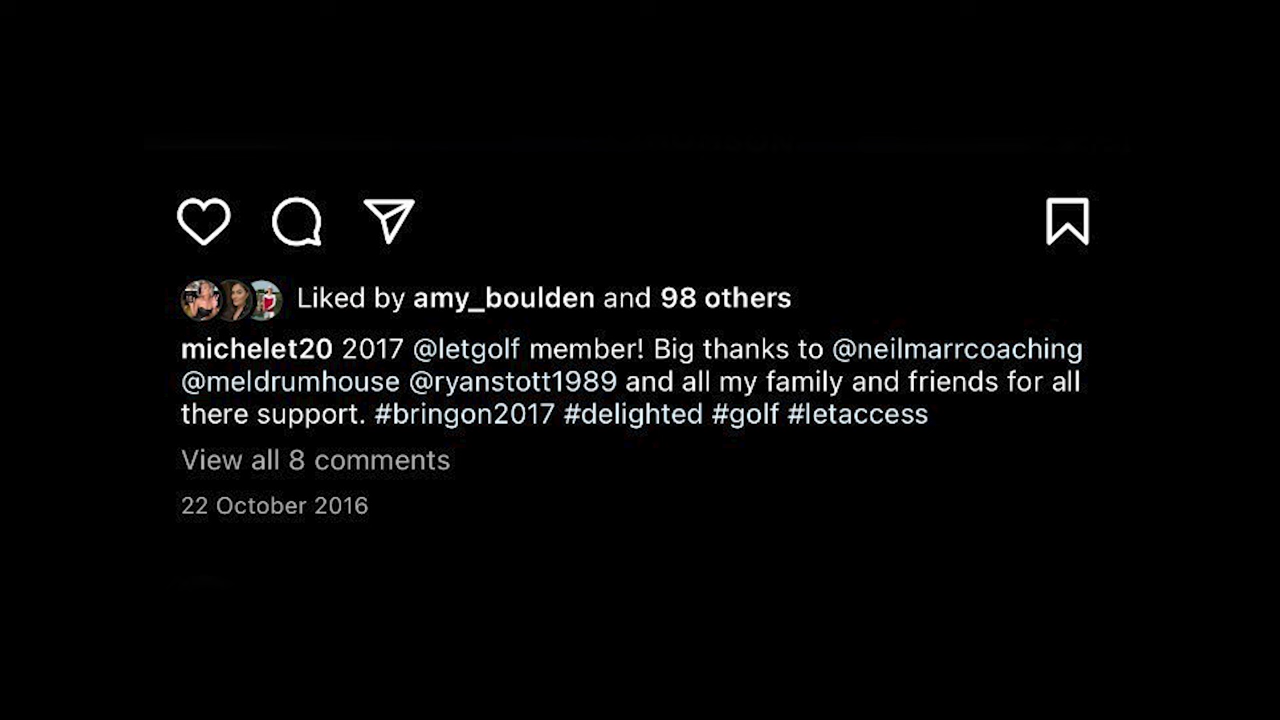 Liked by amy_boulden and 98 others
michelet20 2017 @letgolf member! Big thanks to @neilmarrcoaching
@meldrumhouse @ryanstott1989 and all my family and friends for all
there support. #bringon2017 #delighted #golf #letaccess
View all 8 comments
22 October 2016